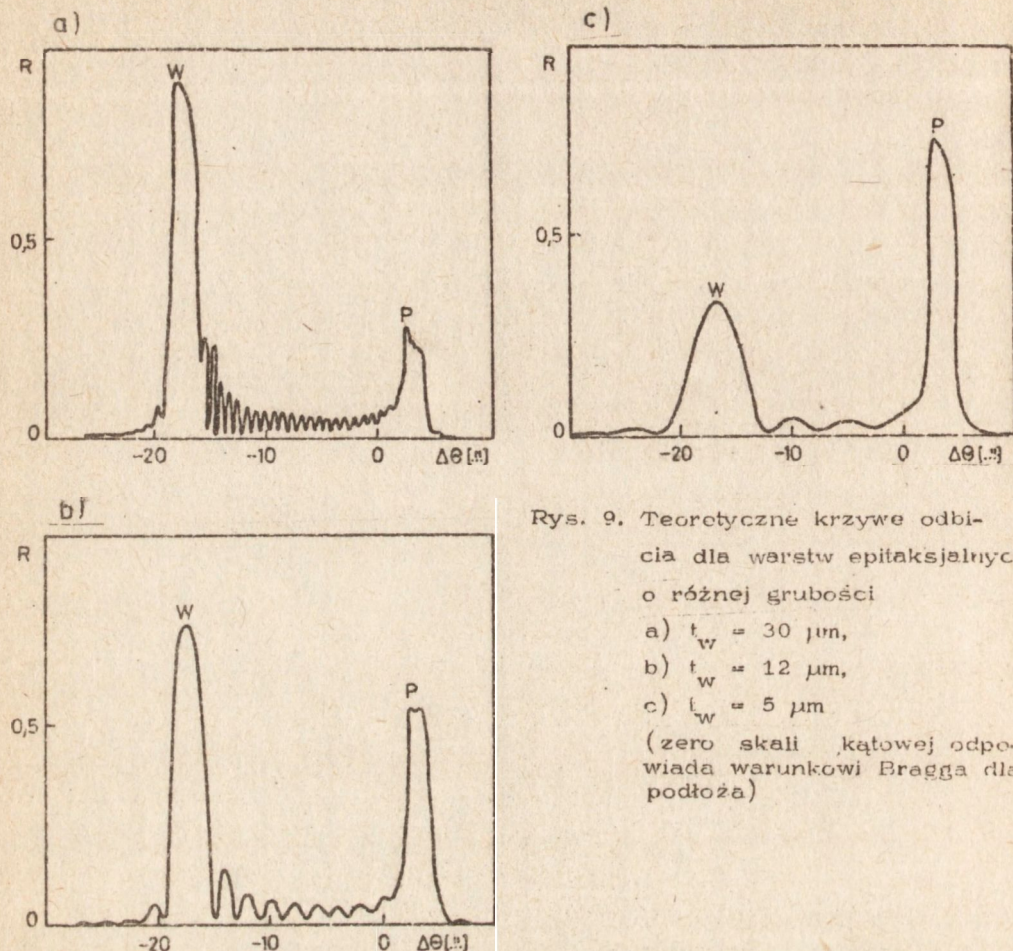 a)
R
W
P
0,5
0
-20 -10 0 ΔΘ[."]
c)
R
W
P
0,5
0
-20 -10 0 ΔΘ[."]
b)
R
W
P
0,5
0
-20 -10 0 ΔΘ[."]
Rys. 9. Teoretyczne krzywe odbi-
cia dla warstw epitaksjalnyc
o różnej grubości
a) t_w = 30 µm,
b) t_w = 12 µm,
c) t_w = 5 µm
(zero skali kątowej odpo-
wiada warunkowi Bragga dla
podłoża)